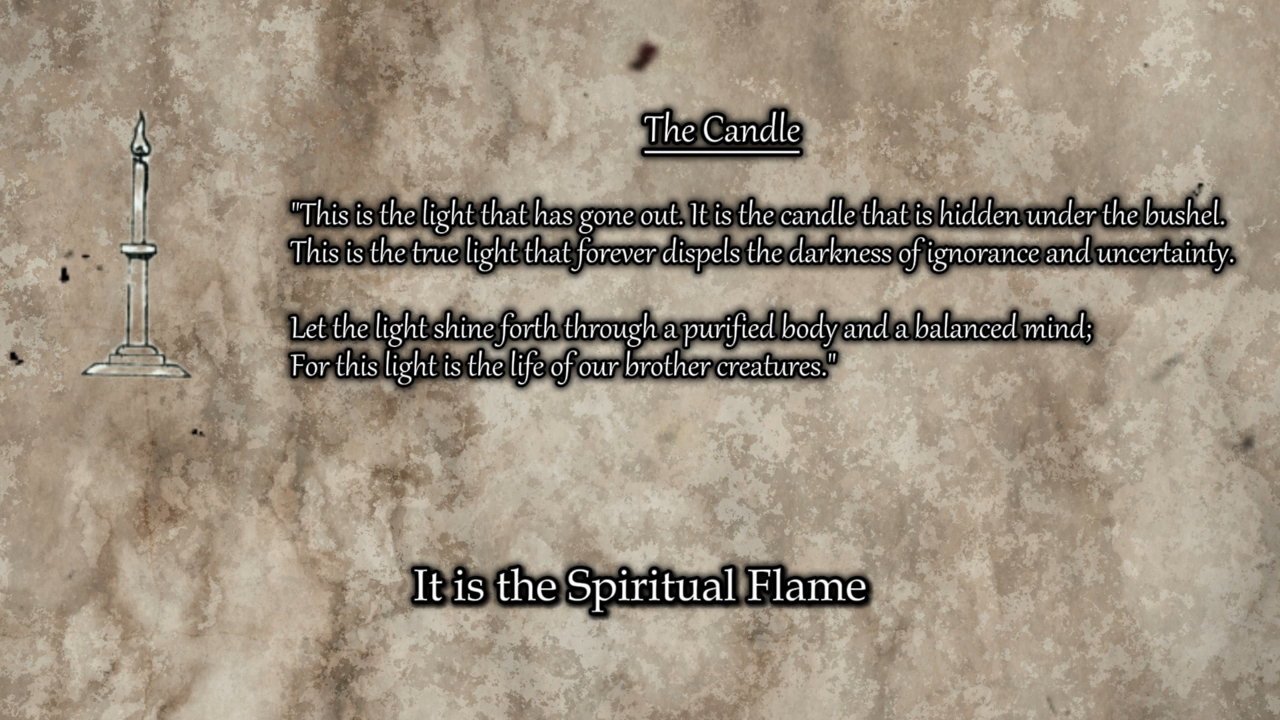 The Candle
"This is the light that has gone out. It is the candle that is hidden under the bushel.
This is the true light that forever dispels the darkness of ignorance and uncertainty.
Let the light shine forth through a purified body and a balanced mind;
For this light is the life of our brother creatures."
It is the Spiritual Flame